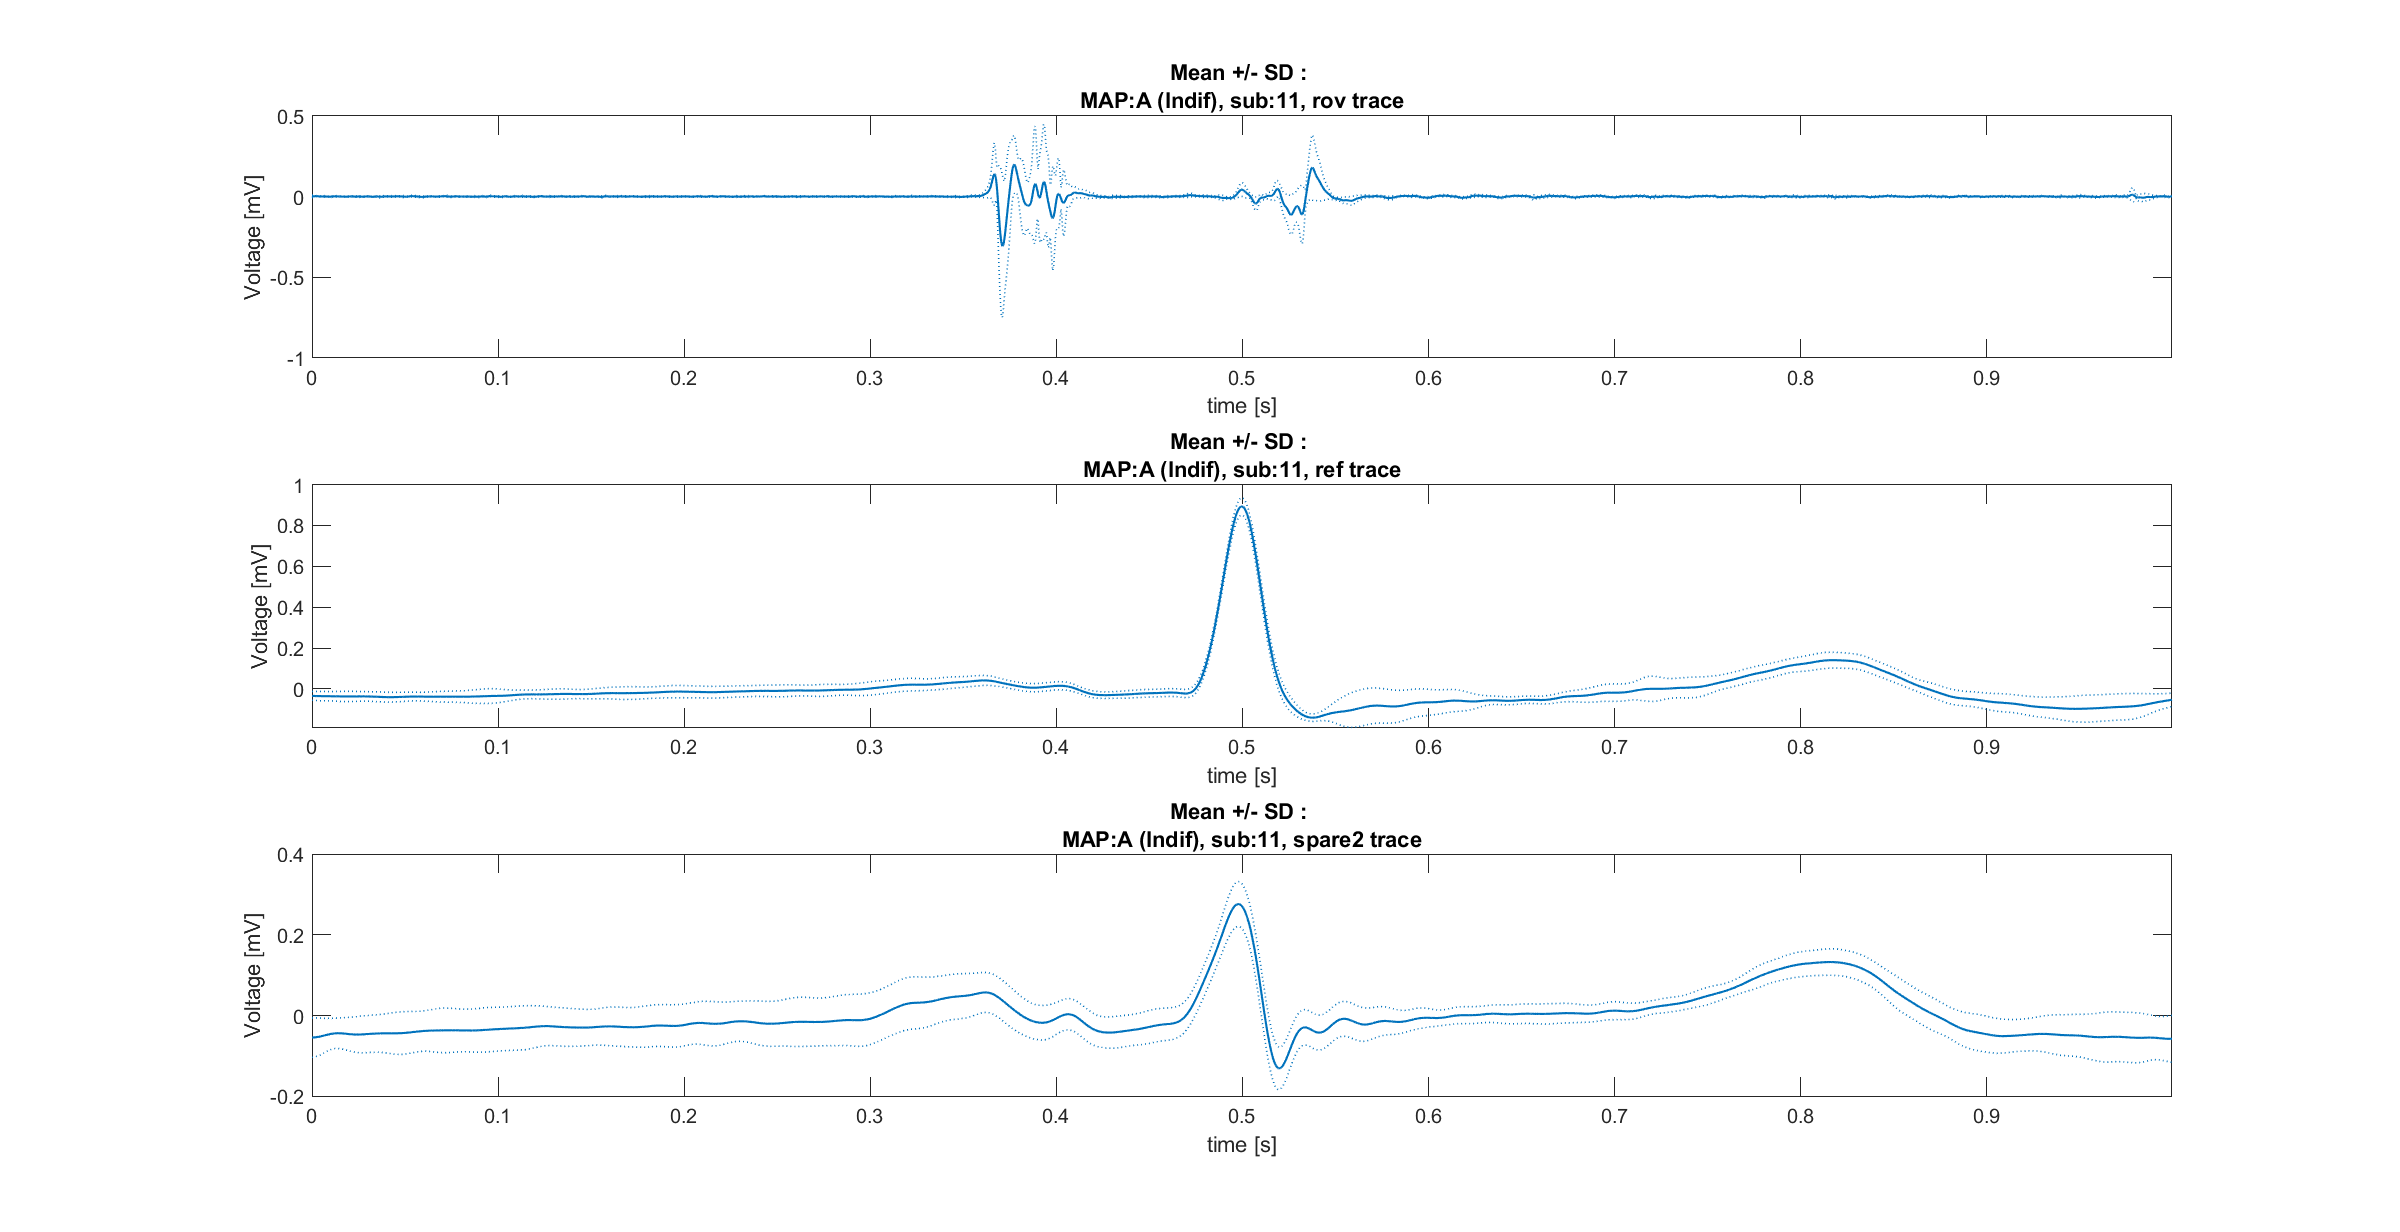 Mean +/- SD :
MAP:A (Indif), sub:11, rov trace
Voltage [mV]
0.5
0
-0.5
-1
0 0.1 0.2 0.3 0.4 0.5 0.6 0.7 0.8 0.9
time [s]
Mean +/- SD :
MAP:A (Indif), sub:11, ref trace
Voltage [mV]
1
0.8
0.6
0.4
0.2
0
0 0.1 0.2 0.3 0.4 0.5 0.6 0.7 0.8 0.9
time [s]
Mean +/- SD :
MAP:A (Indif), sub:11, spare2 trace
Voltage [mV]
0.4
0.2
0
-0.2
0 0.1 0.2 0.3 0.4 0.5 0.6 0.7 0.8 0.9
time [s]